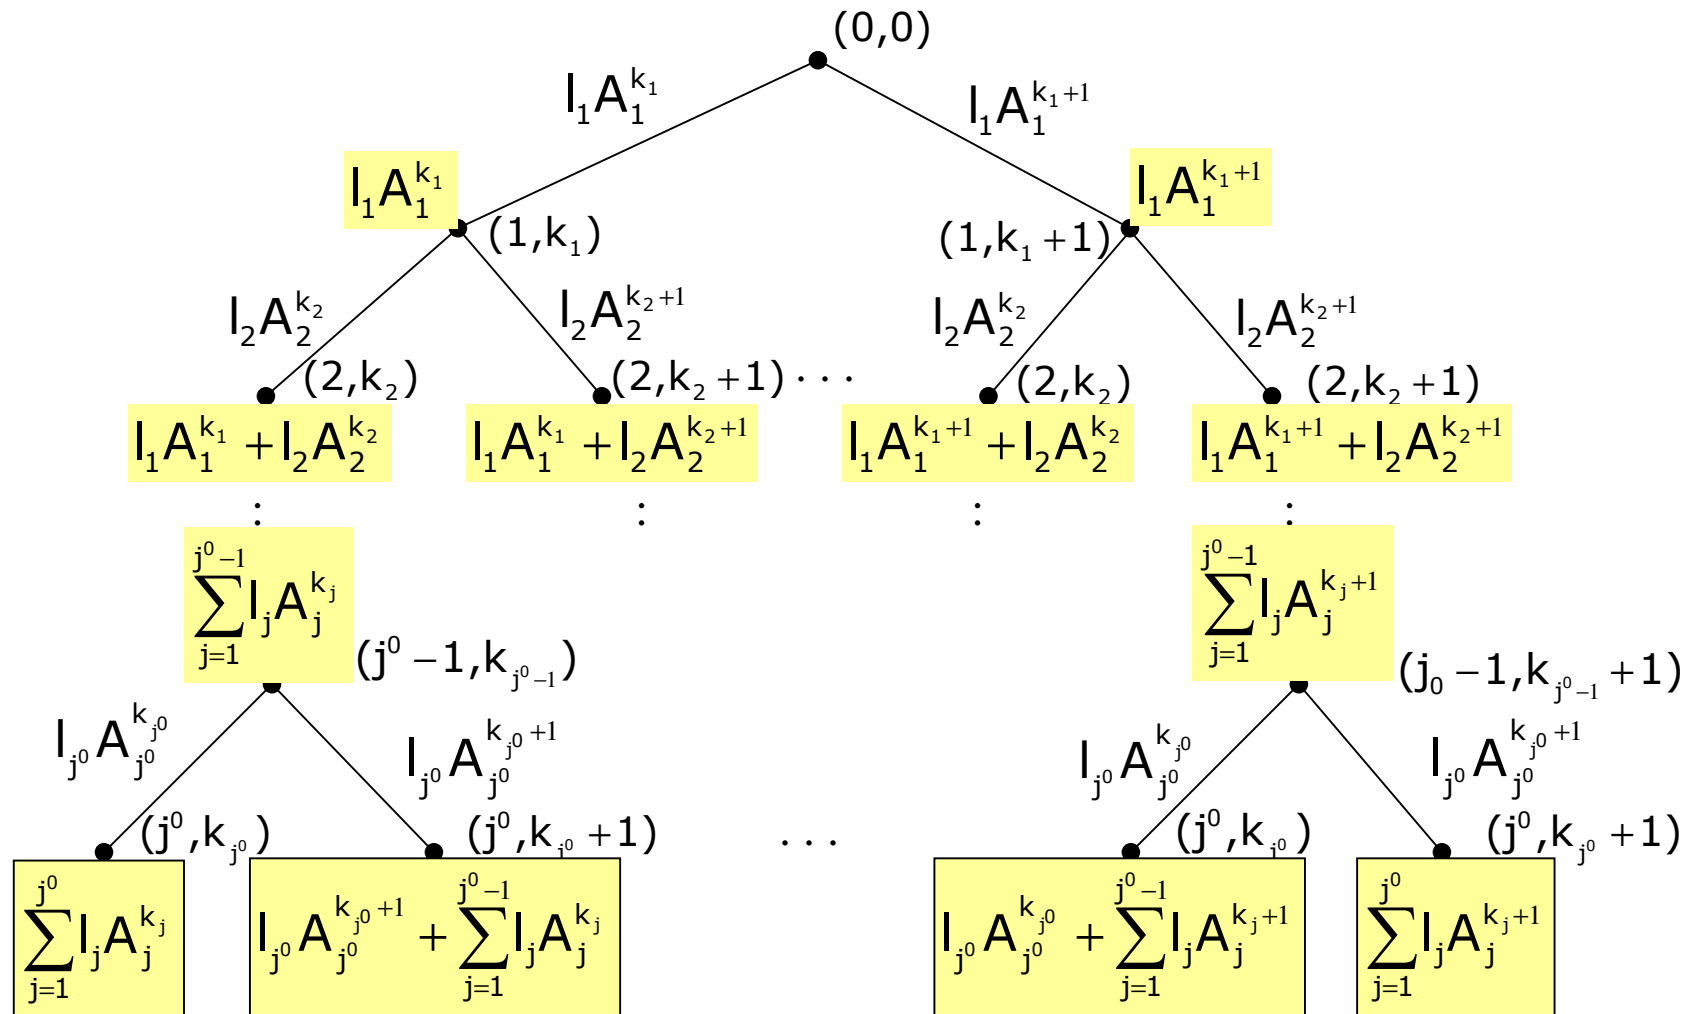 (0,0)
l₁A₁^{k₁} l₁A₁^{k₁+1}
l₁A₁^{k₁} l₁A₁^{k₁+1}
(1,k₁) (1,k₁+1)
l₂A₂^{k₂} l₂A₂^{k₂+1} l₂A₂^{k₂} l₂A₂^{k₂+1}
(2,k₂) (2,k₂+1) ··· (2,k₂) (2,k₂+1)
l₁A₁^{k₁}+l₂A₂^{k₂} l₁A₁^{k₁}+l₂A₂^{k₂+1} l₁A₁^{k₁+1}+l₂A₂^{k₂} l₁A₁^{k₁+1}+l₂A₂^{k₂+1}
: : : :
∑_{j=1}^{j⁰−1} l_jA_j^{k_j} ∑_{j=1}^{j⁰−1} l_jA_j^{k_j+1}
(j⁰−1,k_{j⁰−1}) (j₀−1,k_{j⁰−1}+1)
l_{j⁰}A_{j⁰}^{k_{j⁰}} l_{j⁰}A_{j⁰}^{k_{j⁰}+1} l_{j⁰}A_{j⁰}^{k_{j⁰}} l_{j⁰}A_{j⁰}^{k_{j⁰}+1}
(j⁰,k_{j⁰}) (j⁰,k_{j⁰}+1) ··· (j⁰,k_{j⁰}) (j⁰,k_{j⁰}+1)
∑_{j=1}^{j⁰} l_jA_j^{k_j} l_{j⁰}A_{j⁰}^{k_{j⁰}+1}+∑_{j=1}^{j⁰−1} l_jA_j^{k_j} l_{j⁰}A_{j⁰}^{k_{j⁰}}+∑_{j=1}^{j⁰−1} l_jA_j^{k_j+1} ∑_{j=1}^{j⁰} l_jA_j^{k_j+1}